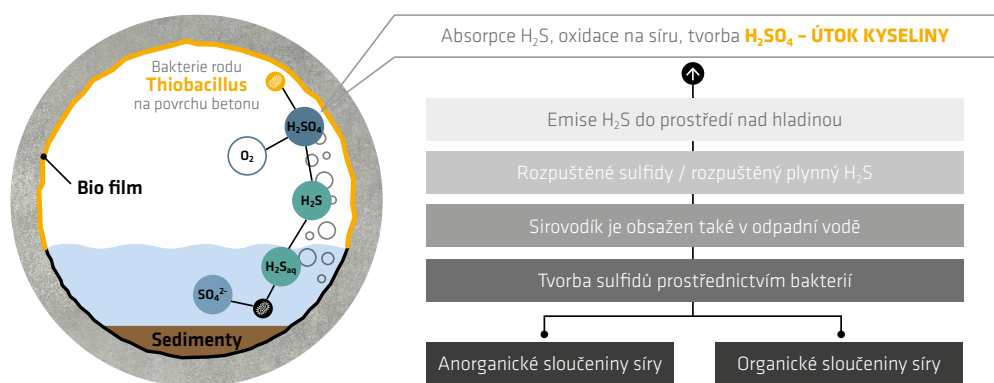 Absorpce H₂S, oxidace na síru, tvorba H₂SO₄ – ÚTOK KYSELINY
Bakterie rodu
Thiobacillus
na povrchu betonu
H₂SO₄
O₂
Bio film
H₂S
H₂Saq
SO₄²⁻
Sedimenty
Emise H₂S do prostředí nad hladinou
Rozpuštěné sulfidy / rozpuštěný plynný H₂S
Sirovodík je obsažen také v odpadní vodě
Tvorba sulfidů prostřednictvím bakterií
Anorganické sloučeniny síry
Organické sloučeniny síry